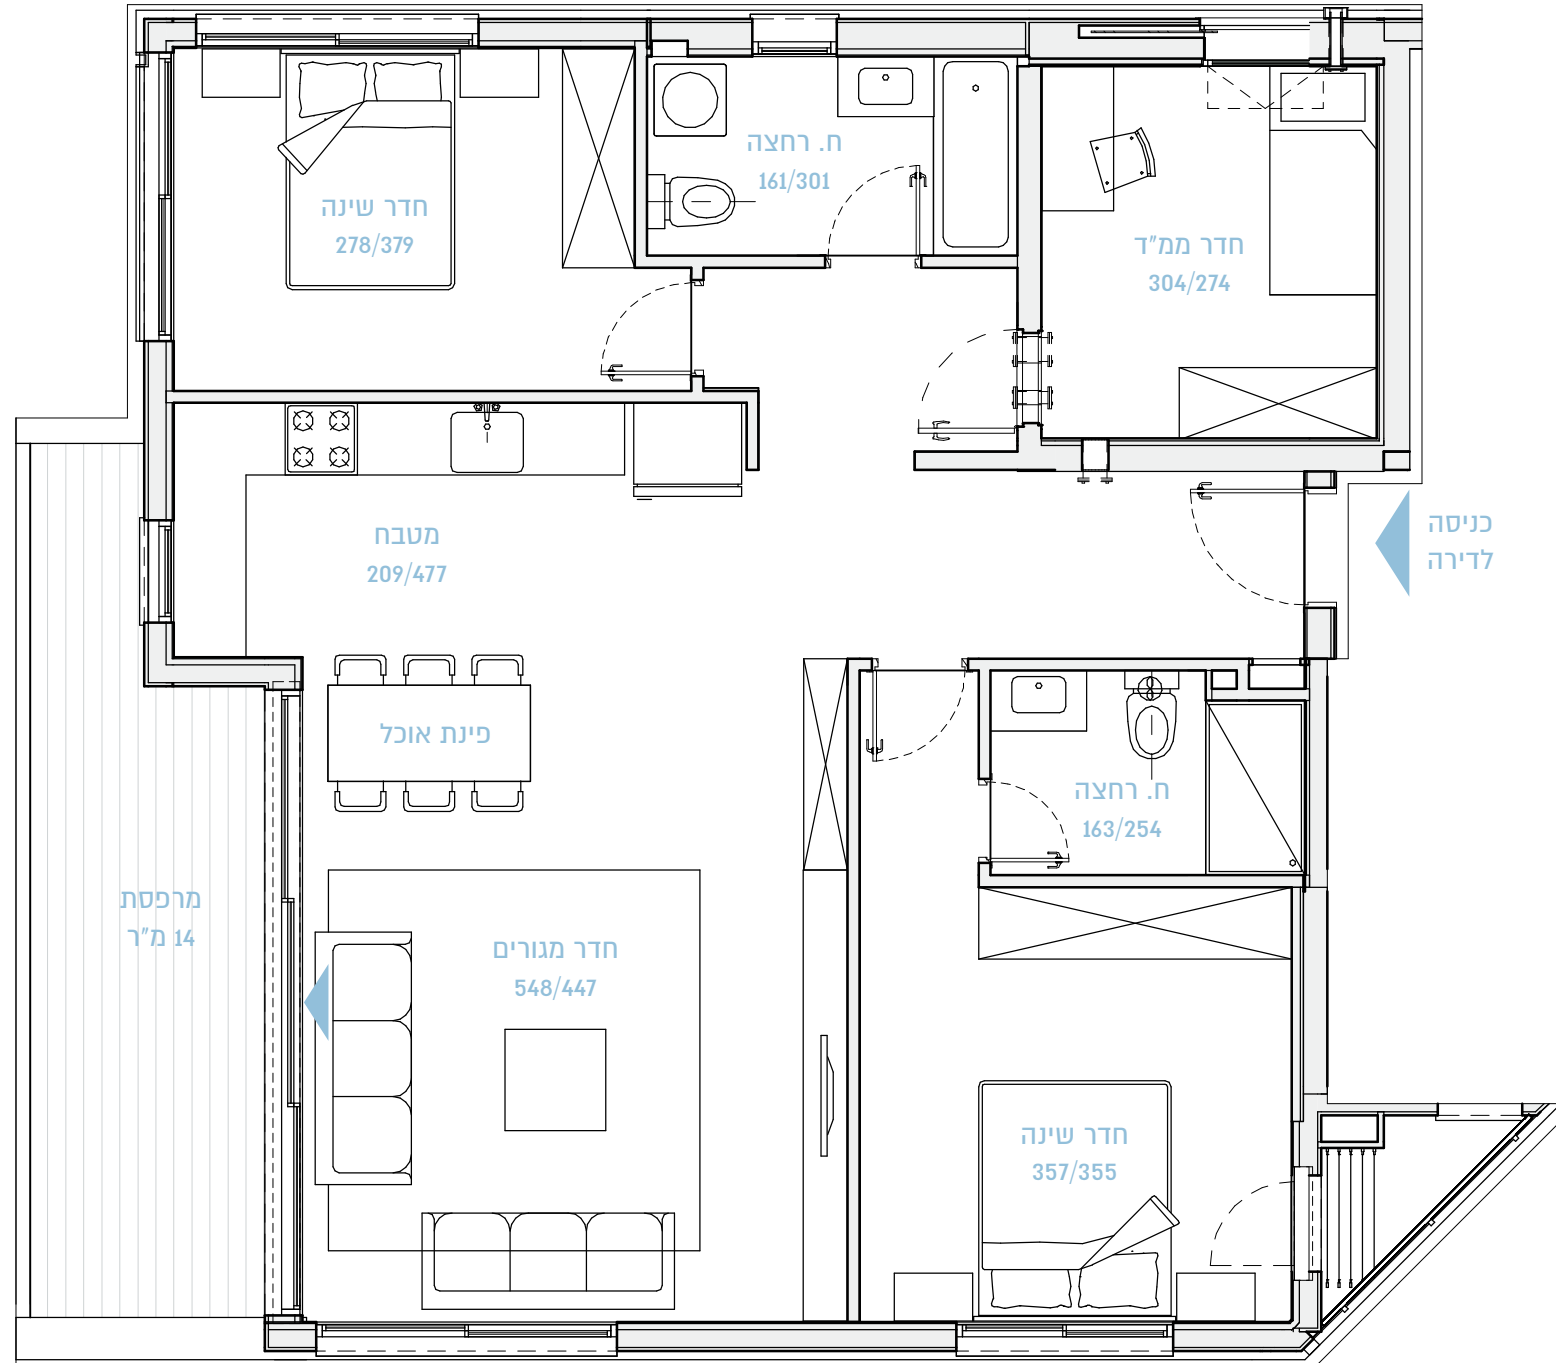 ח. רחצה
161/301
חדר שינה
278/379
חדר ממ"ד
304/274
כניסה
לדירה
מטבח
209/477
פינת אוכל
ח. רחצה
163/254
מרפסת
14 מ"ר
חדר מגורים
548/447
חדר שינה
357/355